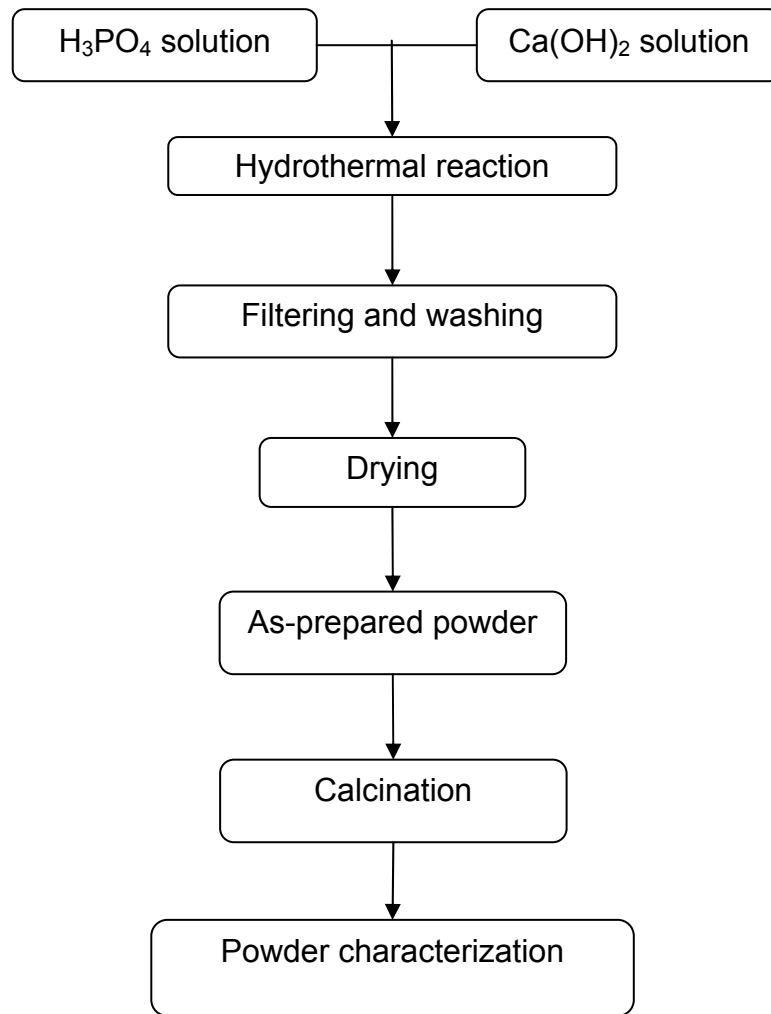 H₃PO₄ solution
Ca(OH)₂ solution
Hydrothermal reaction
Filtering and washing
Drying
As-prepared powder
Calcination
Powder characterization